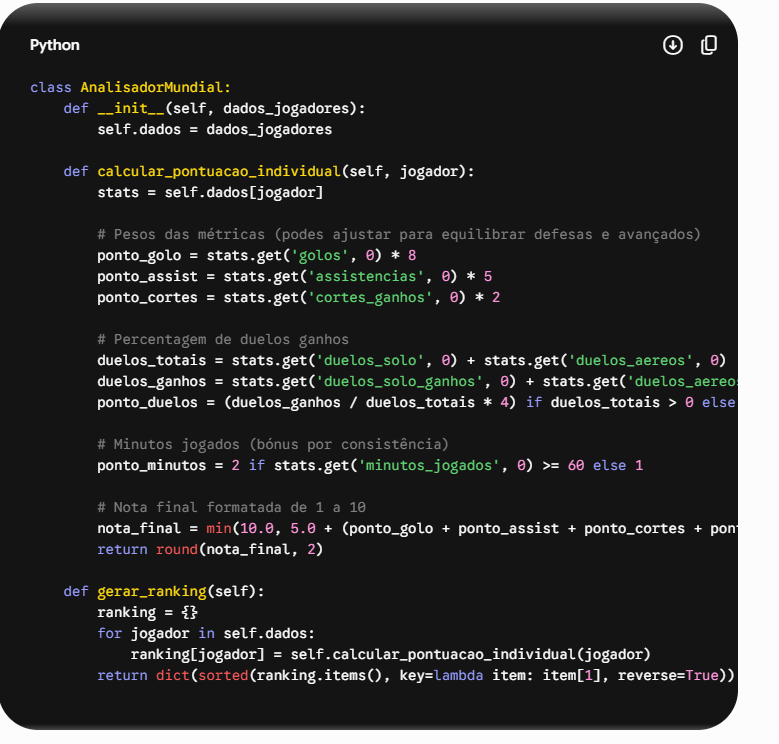 Python
class AnalisadorMundial:
    def __init__(self, dados_jogadores):
        self.dados = dados_jogadores

    def calcular_pontuacao_individual(self, jogador):
        stats = self.dados[jogador]

        # Pesos das métricas (podes ajustar para equilibrar defesas e avançados)
        ponto_golo = stats.get('golos', 0) * 8
        ponto_assist = stats.get('assistencias', 0) * 5
        ponto_cortes = stats.get('cortes_ganhos', 0) * 2

        # Percentagem de duelos ganhos
        duelos_totais = stats.get('duelos_solo', 0) + stats.get('duelos_aereos', 0)
        duelos_ganhos = stats.get('duelos_solo_ganhos', 0) + stats.get('duelos_aereos
        ponto_duelos = (duelos_ganhos / duelos_totais * 4) if duelos_totais > 0 else

        # Minutos jogados (bónus por consistência)
        ponto_minutos = 2 if stats.get('minutos_jogados', 0) >= 60 else 1

        # Nota final formatada de 1 a 10
        nota_final = min(10.0, 5.0 + (ponto_golo + ponto_assist + ponto_cortes +
        return round(nota_final, 2)

    def gerar_ranking(self):
        ranking = {}
        for jogador in self.dados:
            ranking[jogador] = self.calcular_pontuacao_individual(jogador)
        return dict(sorted(ranking.items(), key=lambda item: item[1], reverse=True))